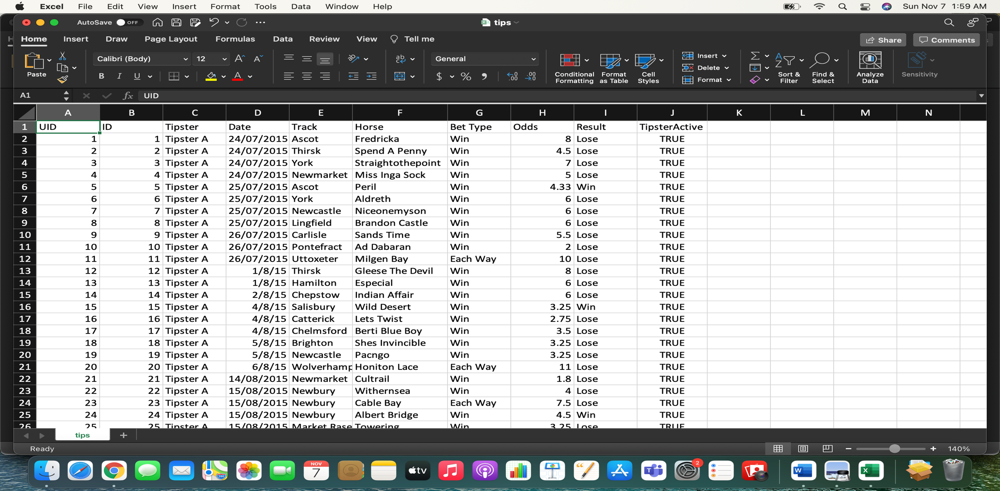 Excel File Edit View Insert Format Tools Data Window Help Sun Nov 7 1:59 AM
AutoSave OFF tips
Home Insert Draw Page Layout Formulas Data Review View Tell me Share Comments
Paste Calibri (Body) 12 General Conditional Formatting Format as Table Cell Styles Insert Delete Format Sort & Filter Find & Select Analyze Data Sensitivity
A1 fx UID
A B C D E F G H I J K L M N
1 UID ID Tipster Date Track Horse Bet Type Odds Result TipsterActive
2 1 1 Tipster A 24/07/2015 Ascot Fredricka Win 8 Lose TRUE
3 2 2 Tipster A 24/07/2015 Thirsk Spend A Penny Win 4.5 Lose TRUE
4 3 3 Tipster A 24/07/2015 York Straightothepoint Win 7 Lose TRUE
5 4 4 Tipster A 24/07/2015 Newmarket Miss Inga Sock Win 5 Lose TRUE
6 5 5 Tipster A 25/07/2015 Ascot Peril Win 4.33 Win TRUE
7 6 6 Tipster A 25/07/2015 York Aldreth Win 6 Lose TRUE
8 7 7 Tipster A 25/07/2015 Newcastle Niceonemyson Win 6 Lose TRUE
9 8 8 Tipster A 25/07/2015 Lingfield Brandon Castle Win 6 Lose TRUE
10 9 9 Tipster A 26/07/2015 Carlisle Sands Time Win 5.5 Lose TRUE
11 10 10 Tipster A 26/07/2015 Pontefract Ad Dabaran Win 2 Lose TRUE
12 11 11 Tipster A 26/07/2015 Uttoxeter Milgen Bay Each Way 10 Lose TRUE
13 12 12 Tipster A 1/8/15 Thirsk Gleese The Devil Win 8 Lose TRUE
14 13 13 Tipster A 1/8/15 Hamilton Especial Win 6 Lose TRUE
15 14 14 Tipster A 2/8/15 Chepstow Indian Affair Win 6 Lose TRUE
16 15 15 Tipster A 4/8/15 Salisbury Wild Desert Win 3.25 Win TRUE
17 16 16 Tipster A 4/8/15 Catterick Lets Twist Win 2.75 Lose TRUE
18 17 17 Tipster A 4/8/15 Chelmsford Berti Blue Boy Win 3.5 Lose TRUE
19 18 18 Tipster A 5/8/15 Brighton Shes Invincible Win 3.25 Lose TRUE
20 19 19 Tipster A 5/8/15 Newcastle Pacngo Win 3.25 Lose TRUE
21 20 20 Tipster A 6/8/15 Wolverhamp Honiton Lace Each Way 11 Lose TRUE
22 21 21 Tipster A 14/08/2015 Newmarket Cultrail Win 1.8 Lose TRUE
23 22 22 Tipster A 15/08/2015 Newbury Withernsea Win 4 Lose TRUE
24 23 23 Tipster A 15/08/2015 Newbury Cable Bay Each Way 7.5 Lose TRUE
25 24 24 Tipster A 15/08/2015 Newbury Albert Bridge Win 4.5 Win TRUE
26 25 25 Tipster A 15/08/2015 Market Rase Towering Win 3.25 Lose TRUE
tips
Ready 140%
NOV 7 tv 280 2